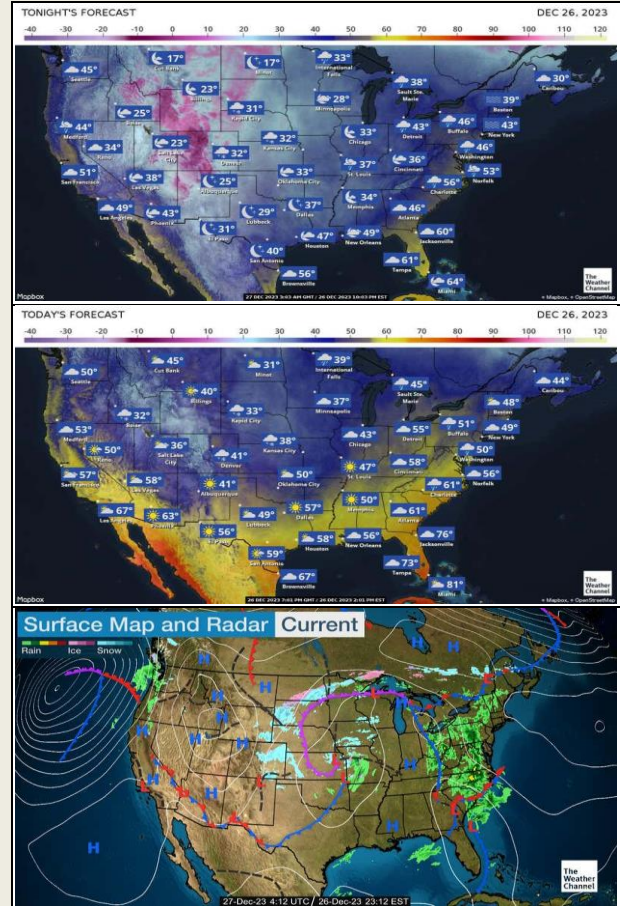 TONIGHT'S FORECAST DEC 26, 2023
-40 -30 -20 -10 0 10 20 30 40 50 60 70 80 90 100 110 120
45° Seattle
17° Cut Bank
17° Minot
33° International Falls
30° Caribou
23° Billings
38° Sault Ste. Marie
25° Boise
31° Rapid City
28° Minneapolis
39° Boston
44° Medford
43° Detroit
46° Buffalo
43° New York
34° Reno
23° Salt Lake City
32° Denver
32° Kansas City
33° Chicago
46° Washington
51° San Francisco
38° Las Vegas
25° Albuquerque
33° Oklahoma City
37° St. Louis
36° Cincinnati
53° Norfolk
56° Charlotte
49° Los Angeles
43° Phoenix
29° Lubbock
37° Dallas
34° Memphis
46° Atlanta
31° El Paso
47° Houston
49° New Orleans
60° Jacksonville
40° San Antonio
56° Brownsville
61° Tampa
64° Miami
The Weather Channel
Mapbox
27 DEC 2023 3:03 AM GMT / 26 DEC 2023 10:03 PM EST
© Mapbox, © OpenStreetMap
TODAY'S FORECAST DEC 26, 2023
-40 -30 -20 -10 0 10 20 30 40 50 60 70 80 90 100 110 120
50° Seattle
45° Cut Bank
31° Minot
39° International Falls
44° Caribou
40° Billings
45° Sault Ste. Marie
32° Boise
33° Rapid City
37° Minneapolis
48° Boston
53° Medford
55° Detroit
51° Buffalo
49° New York
50° Reno
36° Salt Lake City
41° Denver
38° Kansas City
43° Chicago
50° Washington
57° San Francisco
58° Las Vegas
41° Albuquerque
50° Oklahoma City
47° St. Louis
58° Cincinnati
56° Norfolk
61° Charlotte
67° Los Angeles
63° Phoenix
49° Lubbock
57° Dallas
50° Memphis
61° Atlanta
56° El Paso
58° Houston
56° New Orleans
76° Jacksonville
59° San Antonio
67° Brownsville
73° Tampa
81° Miami
The Weather Channel
Mapbox
26 DEC 2023 7:01 PM GMT / 26 DEC 2023 2:01 PM EST
© Mapbox, © OpenStreetMap
Surface Map and Radar Current
Rain Ice Snow
H
H
H
H
H
H
H
H
H
H
H
H
H
H
L
L
L
L
L
L
L
L
The Weather Channel
27-Dec-23 4:12 UTC / 26-Dec-23 23:12 EST